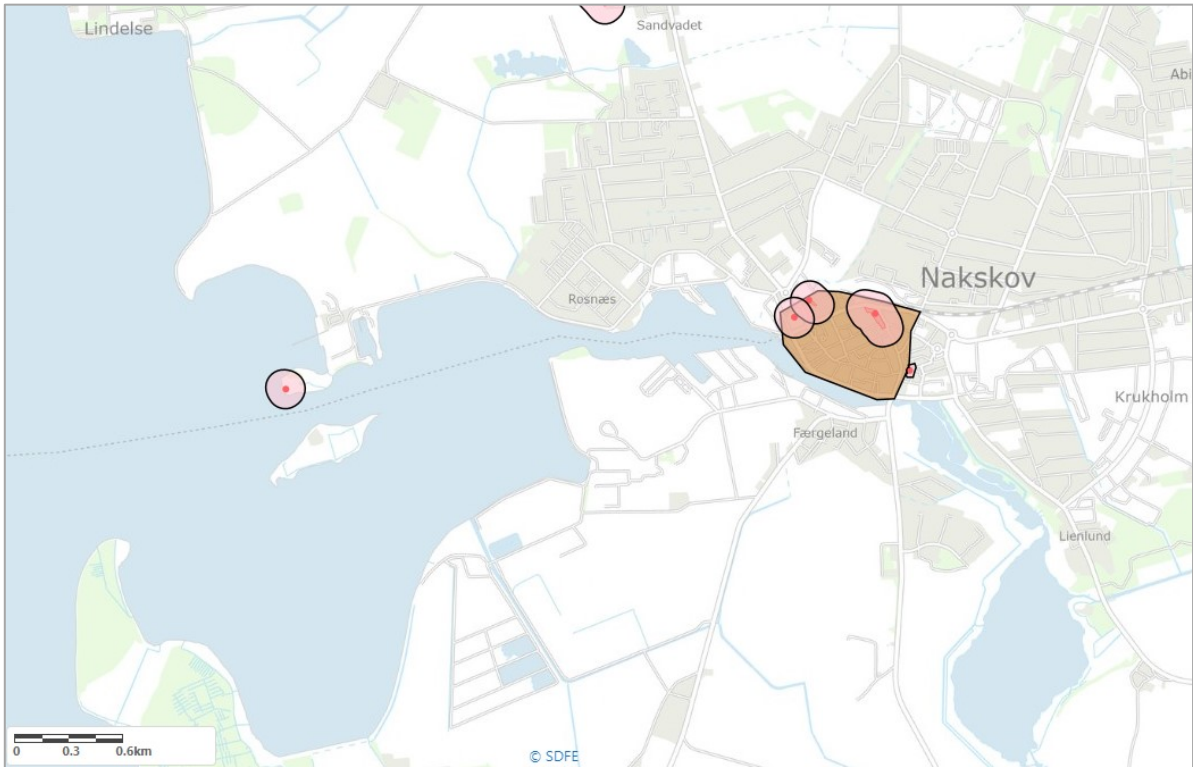 Lindelse
Sandvadet
Abi
Nakskov
Rosnæs
Krukholm
Færgeland
Lienlund
0 0.3 0.6km
© SDFE